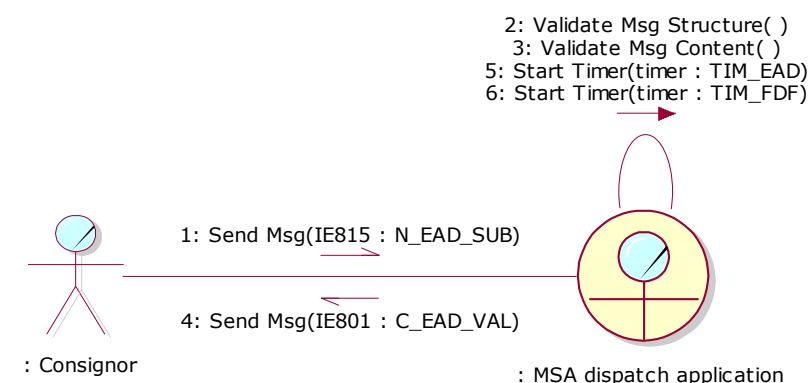 2: Validate Msg Structure( )
3: Validate Msg Content( )
5: Start Timer(timer : TIM_EAD)
6: Start Timer(timer : TIM_FDF)
1: Send Msg(IE815 : N_EAD_SUB)
4: Send Msg(IE801 : C_EAD_VAL)
: Consignor
: MSA dispatch application